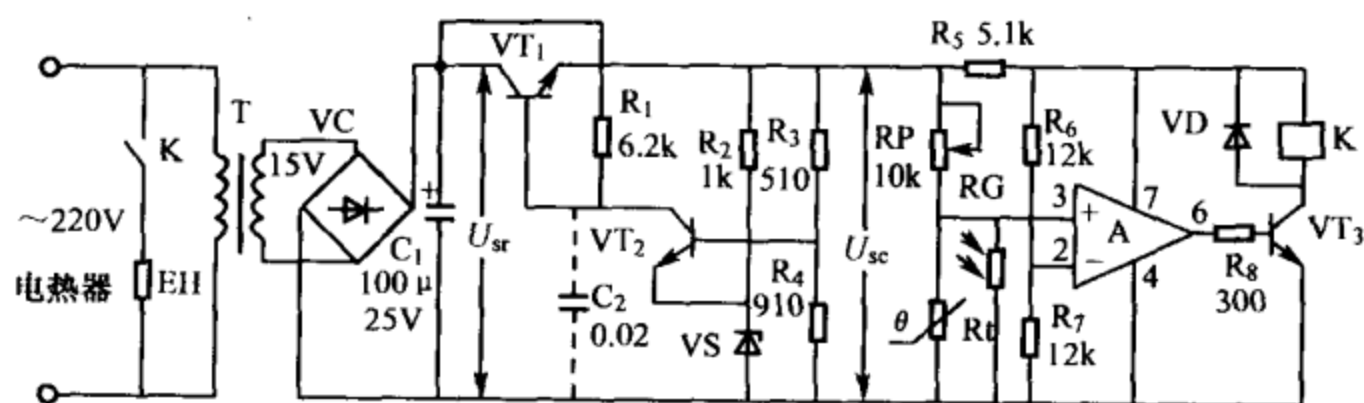 ～220V
电热器
K
EH
T
15V
VC
C₁
100 μ
25V
+
U_sr
VT₁
R₁
6.2k
VT₂
C₂
0.02
R₂
1k
R₃
510
R₄
910
VS
U_sc
RP
10k
RG
θ
Rt
R₅ 5.1k
R₆
12k
R₇
12k
3
+
2
−
A
7
4
6
R₈
300
VD
K
VT₃